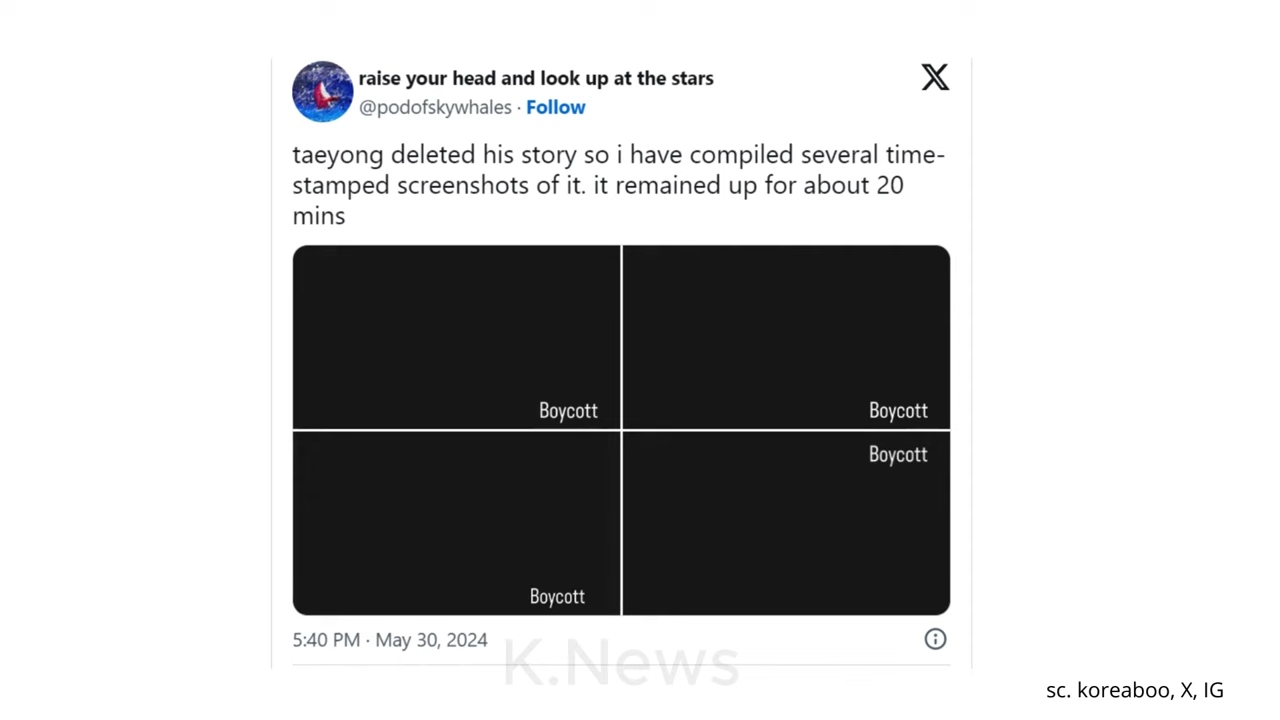 raise your head and look up at the stars
@podofskywhales · Follow
taeyong deleted his story so i have compiled several time-
stamped screenshots of it. it remained up for about 20
mins
Boycott
Boycott
Boycott
Boycott
5:40 PM · May 30, 2024
K.News
sc. koreaboo, X, IG